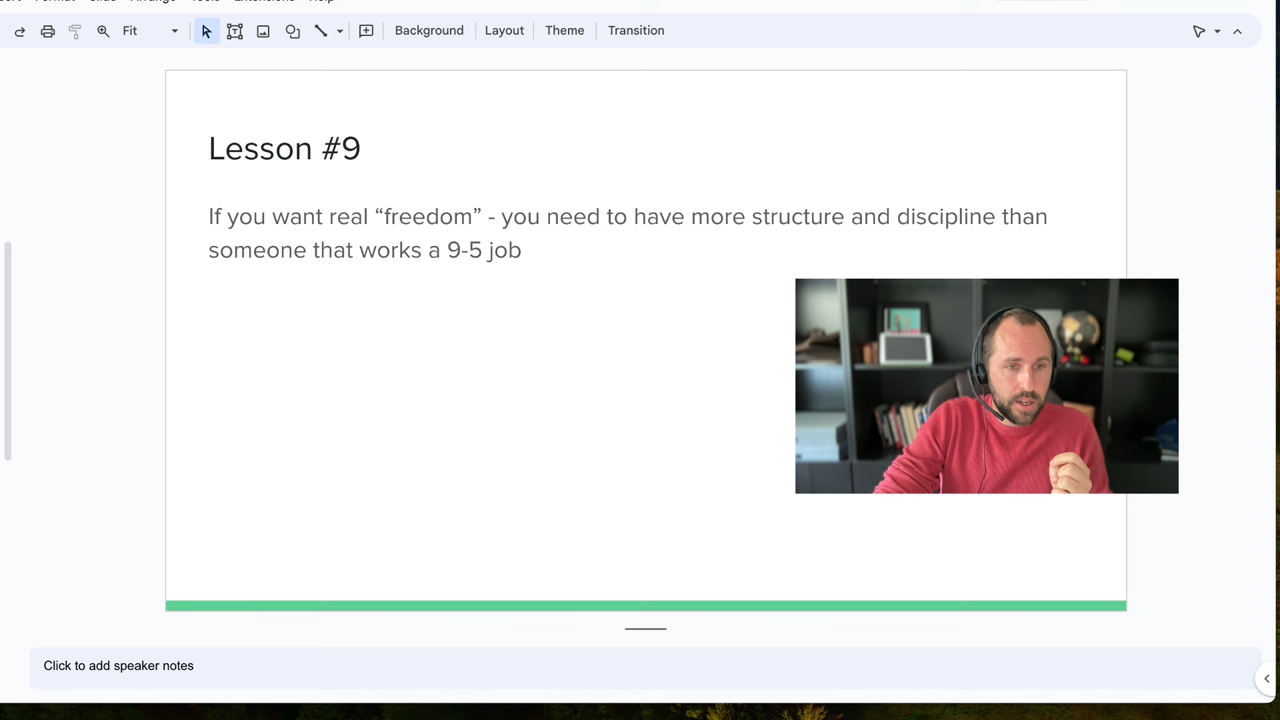 Fit
Background
Layout
Theme
Transition
Lesson #9
If you want real “freedom” - you need to have more structure and discipline than
someone that works a 9-5 job
Click to add speaker notes